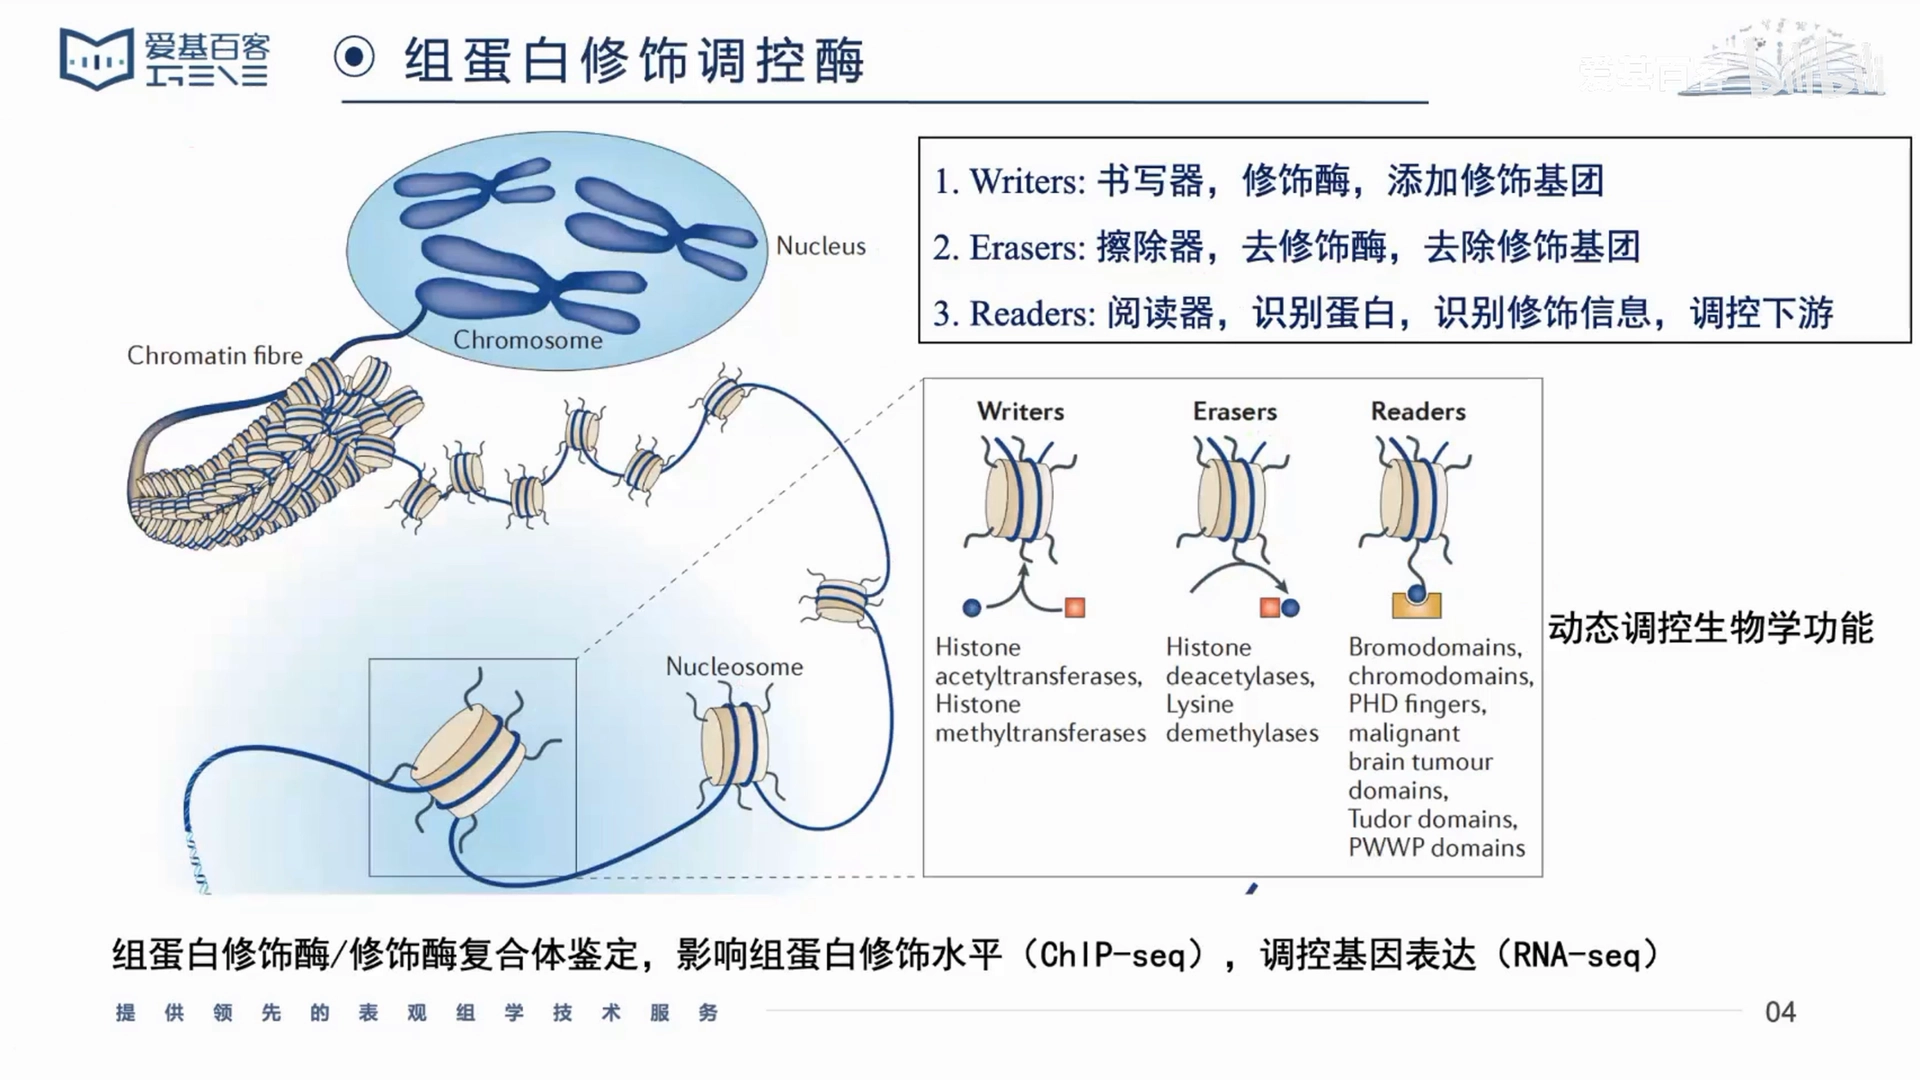 爱基百客
IGENE
组蛋白修饰调控酶
爱基百客
bilibili
1. Writers: 书写器，修饰酶，添加修饰基团
2. Erasers: 擦除器，去修饰酶，去除修饰基团
3. Readers: 阅读器，识别蛋白，识别修饰信息，调控下游
Nucleus
Chromosome
Chromatin fibre
Nucleosome
Writers
Erasers
Readers
Histone
acetyltransferases,
Histone
methyltransferases
Histone
deacetylases,
Lysine
demethylases
Bromodomains,
chromodomains,
PHD fingers,
malignant
brain tumour
domains,
Tudor domains,
PWWP domains
动态调控生物学功能
组蛋白修饰酶/修饰酶复合体鉴定，影响组蛋白修饰水平（ChIP-seq），调控基因表达（RNA-seq）
提供领先的表观组学技术服务
04